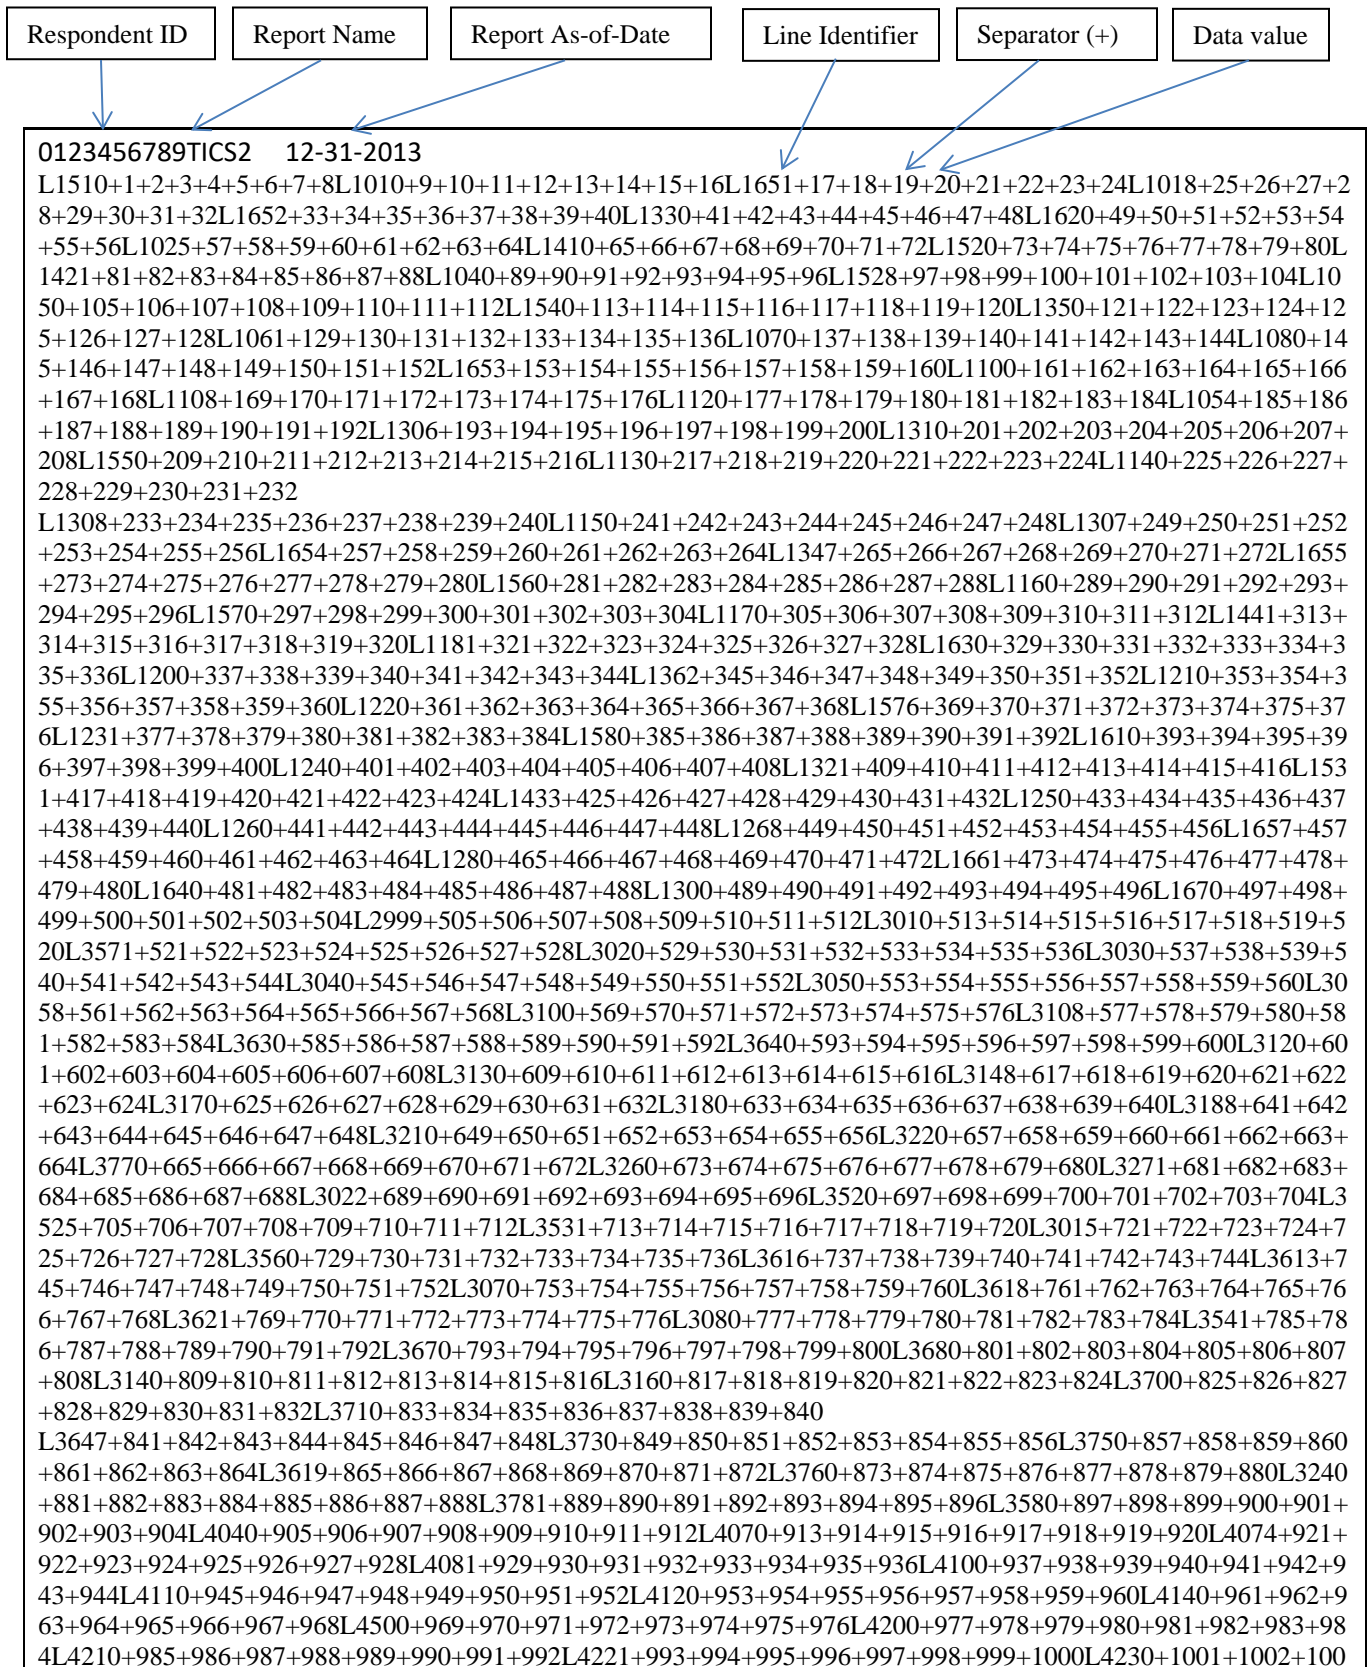 Respondent ID
Report Name
Report As-of-Date
Line Identifier
Separator (+)
Data value
0123456789TICS2 12-31-2013
L1510+1+2+3+4+5+6+7+8L1010+9+10+11+12+13+14+15+16L1651+17+18+19+20+21+22+23+24L1018+25+26+27+2
8+29+30+31+32L1652+33+34+35+36+37+38+39+40L1330+41+42+43+44+45+46+47+48L1620+49+50+51+52+53+54
+55+56L1025+57+58+59+60+61+62+63+64L1410+65+66+67+68+69+70+71+72L1520+73+74+75+76+77+78+79+80L
1421+81+82+83+84+85+86+87+88L1040+89+90+91+92+93+94+95+96L1528+97+98+99+100+101+102+103+104L10
50+105+106+107+108+109+110+111+112L1540+113+114+115+116+117+118+119+120L1350+121+122+123+124+12
5+126+127+128L1061+129+130+131+132+133+134+135+136L1070+137+138+139+140+141+142+143+144L1080+14
5+146+147+148+149+150+151+152L1653+153+154+155+156+157+158+159+160L1100+161+162+163+164+165+166
+167+168L1108+169+170+171+172+173+174+175+176L1120+177+178+179+180+181+182+183+184L1054+185+186
+187+188+189+190+191+192L1306+193+194+195+196+197+198+199+200L1310+201+202+203+204+205+206+207+
208L1550+209+210+211+212+213+214+215+216L1130+217+218+219+220+221+222+223+224L1140+225+226+227+
228+229+230+231+232
L1308+233+234+235+236+237+238+239+240L1150+241+242+243+244+245+246+247+248L1307+249+250+251+252
+253+254+255+256L1654+257+258+259+260+261+262+263+264L1347+265+266+267+268+269+270+271+272L1655
+273+274+275+276+277+278+279+280L1560+281+282+283+284+285+286+287+288L1160+289+290+291+292+293+
294+295+296L1570+297+298+299+300+301+302+303+304L1170+305+306+307+308+309+310+311+312L1441+313+
314+315+316+317+318+319+320L1181+321+322+323+324+325+326+327+328L1630+329+330+331+332+333+334+3
35+336L1200+337+338+339+340+341+342+343+344L1362+345+346+347+348+349+350+351+352L1210+353+354+3
55+356+357+358+359+360L1220+361+362+363+364+365+366+367+368L1576+369+370+371+372+373+374+375+37
6L1231+377+378+379+380+381+382+383+384L1580+385+386+387+388+389+390+391+392L1610+393+394+395+39
6+397+398+399+400L1240+401+402+403+404+405+406+407+408L1321+409+410+411+412+413+414+415+416L153
1+417+418+419+420+421+422+423+424L1433+425+426+427+428+429+430+431+432L1250+433+434+435+436+437
+438+439+440L1260+441+442+443+444+445+446+447+448L1268+449+450+451+452+453+454+455+456L1657+457
+458+459+460+461+462+463+464L1280+465+466+467+468+469+470+471+472L1661+473+474+475+476+477+478+
479+480L1640+481+482+483+484+485+486+487+488L1300+489+490+491+492+493+494+495+496L1670+497+498+
499+500+501+502+503+504L2999+505+506+507+508+509+510+511+512L3010+513+514+515+516+517+518+519+5
20L3571+521+522+523+524+525+526+527+528L3020+529+530+531+532+533+534+535+536L3030+537+538+539+5
40+541+542+543+544L3040+545+546+547+548+549+550+551+552L3050+553+554+555+556+557+558+559+560L30
58+561+562+563+564+565+566+567+568L3100+569+570+571+572+573+574+575+576L3108+577+578+579+580+58
1+582+583+584L3630+585+586+587+588+589+590+591+592L3640+593+594+595+596+597+598+599+600L3120+60
1+602+603+604+605+606+607+608L3130+609+610+611+612+613+614+615+616L3148+617+618+619+620+621+622
+623+624L3170+625+626+627+628+629+630+631+632L3180+633+634+635+636+637+638+639+640L3188+641+642
+643+644+645+646+647+648L3210+649+650+651+652+653+654+655+656L3220+657+658+659+660+661+662+663+
664L3770+665+666+667+668+669+670+671+672L3260+673+674+675+676+677+678+679+680L3271+681+682+683+
684+685+686+687+688L3022+689+690+691+692+693+694+695+696L3520+697+698+699+700+701+702+703+704L3
525+705+706+707+708+709+710+711+712L3531+713+714+715+716+717+718+719+720L3015+721+722+723+724+7
25+726+727+728L3560+729+730+731+732+733+734+735+736L3616+737+738+739+740+741+742+743+744L3613+7
45+746+747+748+749+750+751+752L3070+753+754+755+756+757+758+759+760L3618+761+762+763+764+765+76
6+767+768L3621+769+770+771+772+773+774+775+776L3080+777+778+779+780+781+782+783+784L3541+785+78
6+787+788+789+790+791+792L3670+793+794+795+796+797+798+799+800L3680+801+802+803+804+805+806+807
+808L3140+809+810+811+812+813+814+815+816L3160+817+818+819+820+821+822+823+824L3700+825+826+827
+828+829+830+831+832L3710+833+834+835+836+837+838+839+840
L3647+841+842+843+844+845+846+847+848L3730+849+850+851+852+853+854+855+856L3750+857+858+859+860
+861+862+863+864L3619+865+866+867+868+869+870+871+872L3760+873+874+875+876+877+878+879+880L3240
+881+882+883+884+885+886+887+888L3781+889+890+891+892+893+894+895+896L3580+897+898+899+900+901+
902+903+904L4040+905+906+907+908+909+910+911+912L4070+913+914+915+916+917+918+919+920L4074+921+
922+923+924+925+926+927+928L4081+929+930+931+932+933+934+935+936L4100+937+938+939+940+941+942+9
43+944L4110+945+946+947+948+949+950+951+952L4120+953+954+955+956+957+958+959+960L4140+961+962+9
63+964+965+966+967+968L4500+969+970+971+972+973+974+975+976L4200+977+978+979+980+981+982+983+98
4L4210+985+986+987+988+989+990+991+992L4221+993+994+995+996+997+998+999+1000L4230+1001+1002+100